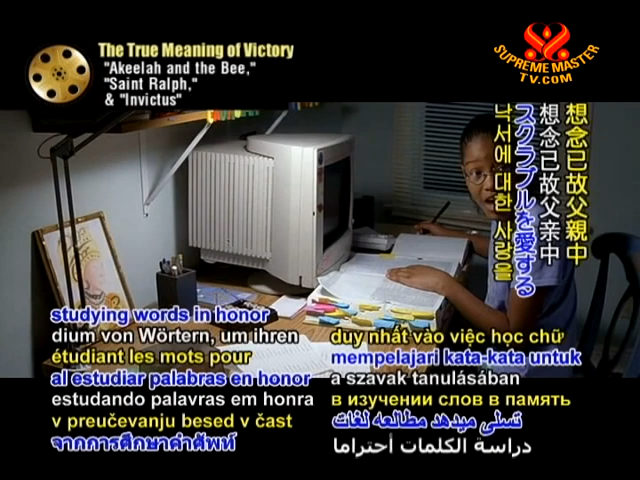 The True Meaning of Victory
"Akeelah and the Bee,"
"Saint Ralph,"
& "Invictus"
SUPREME MASTER
TV.COM
想念已故父親中
想念已故父亲中
スクラブルを愛する
낙서에 대한 사랑을
studying words in honor
dium von Wörtern, um ihren
étudiant les mots pour
al estudiar palabras en honor
estudando palavras em honra
v preučevanju besed v čast
จากการศึกษาคำศัพท์
duy nhất vào việc học chữ
mempelajari kata-kata untuk
a szavak tanulásában
в изучении слов в память
تسلی میدهد مطالعه لغات
دراسة الكلمات أحتراما